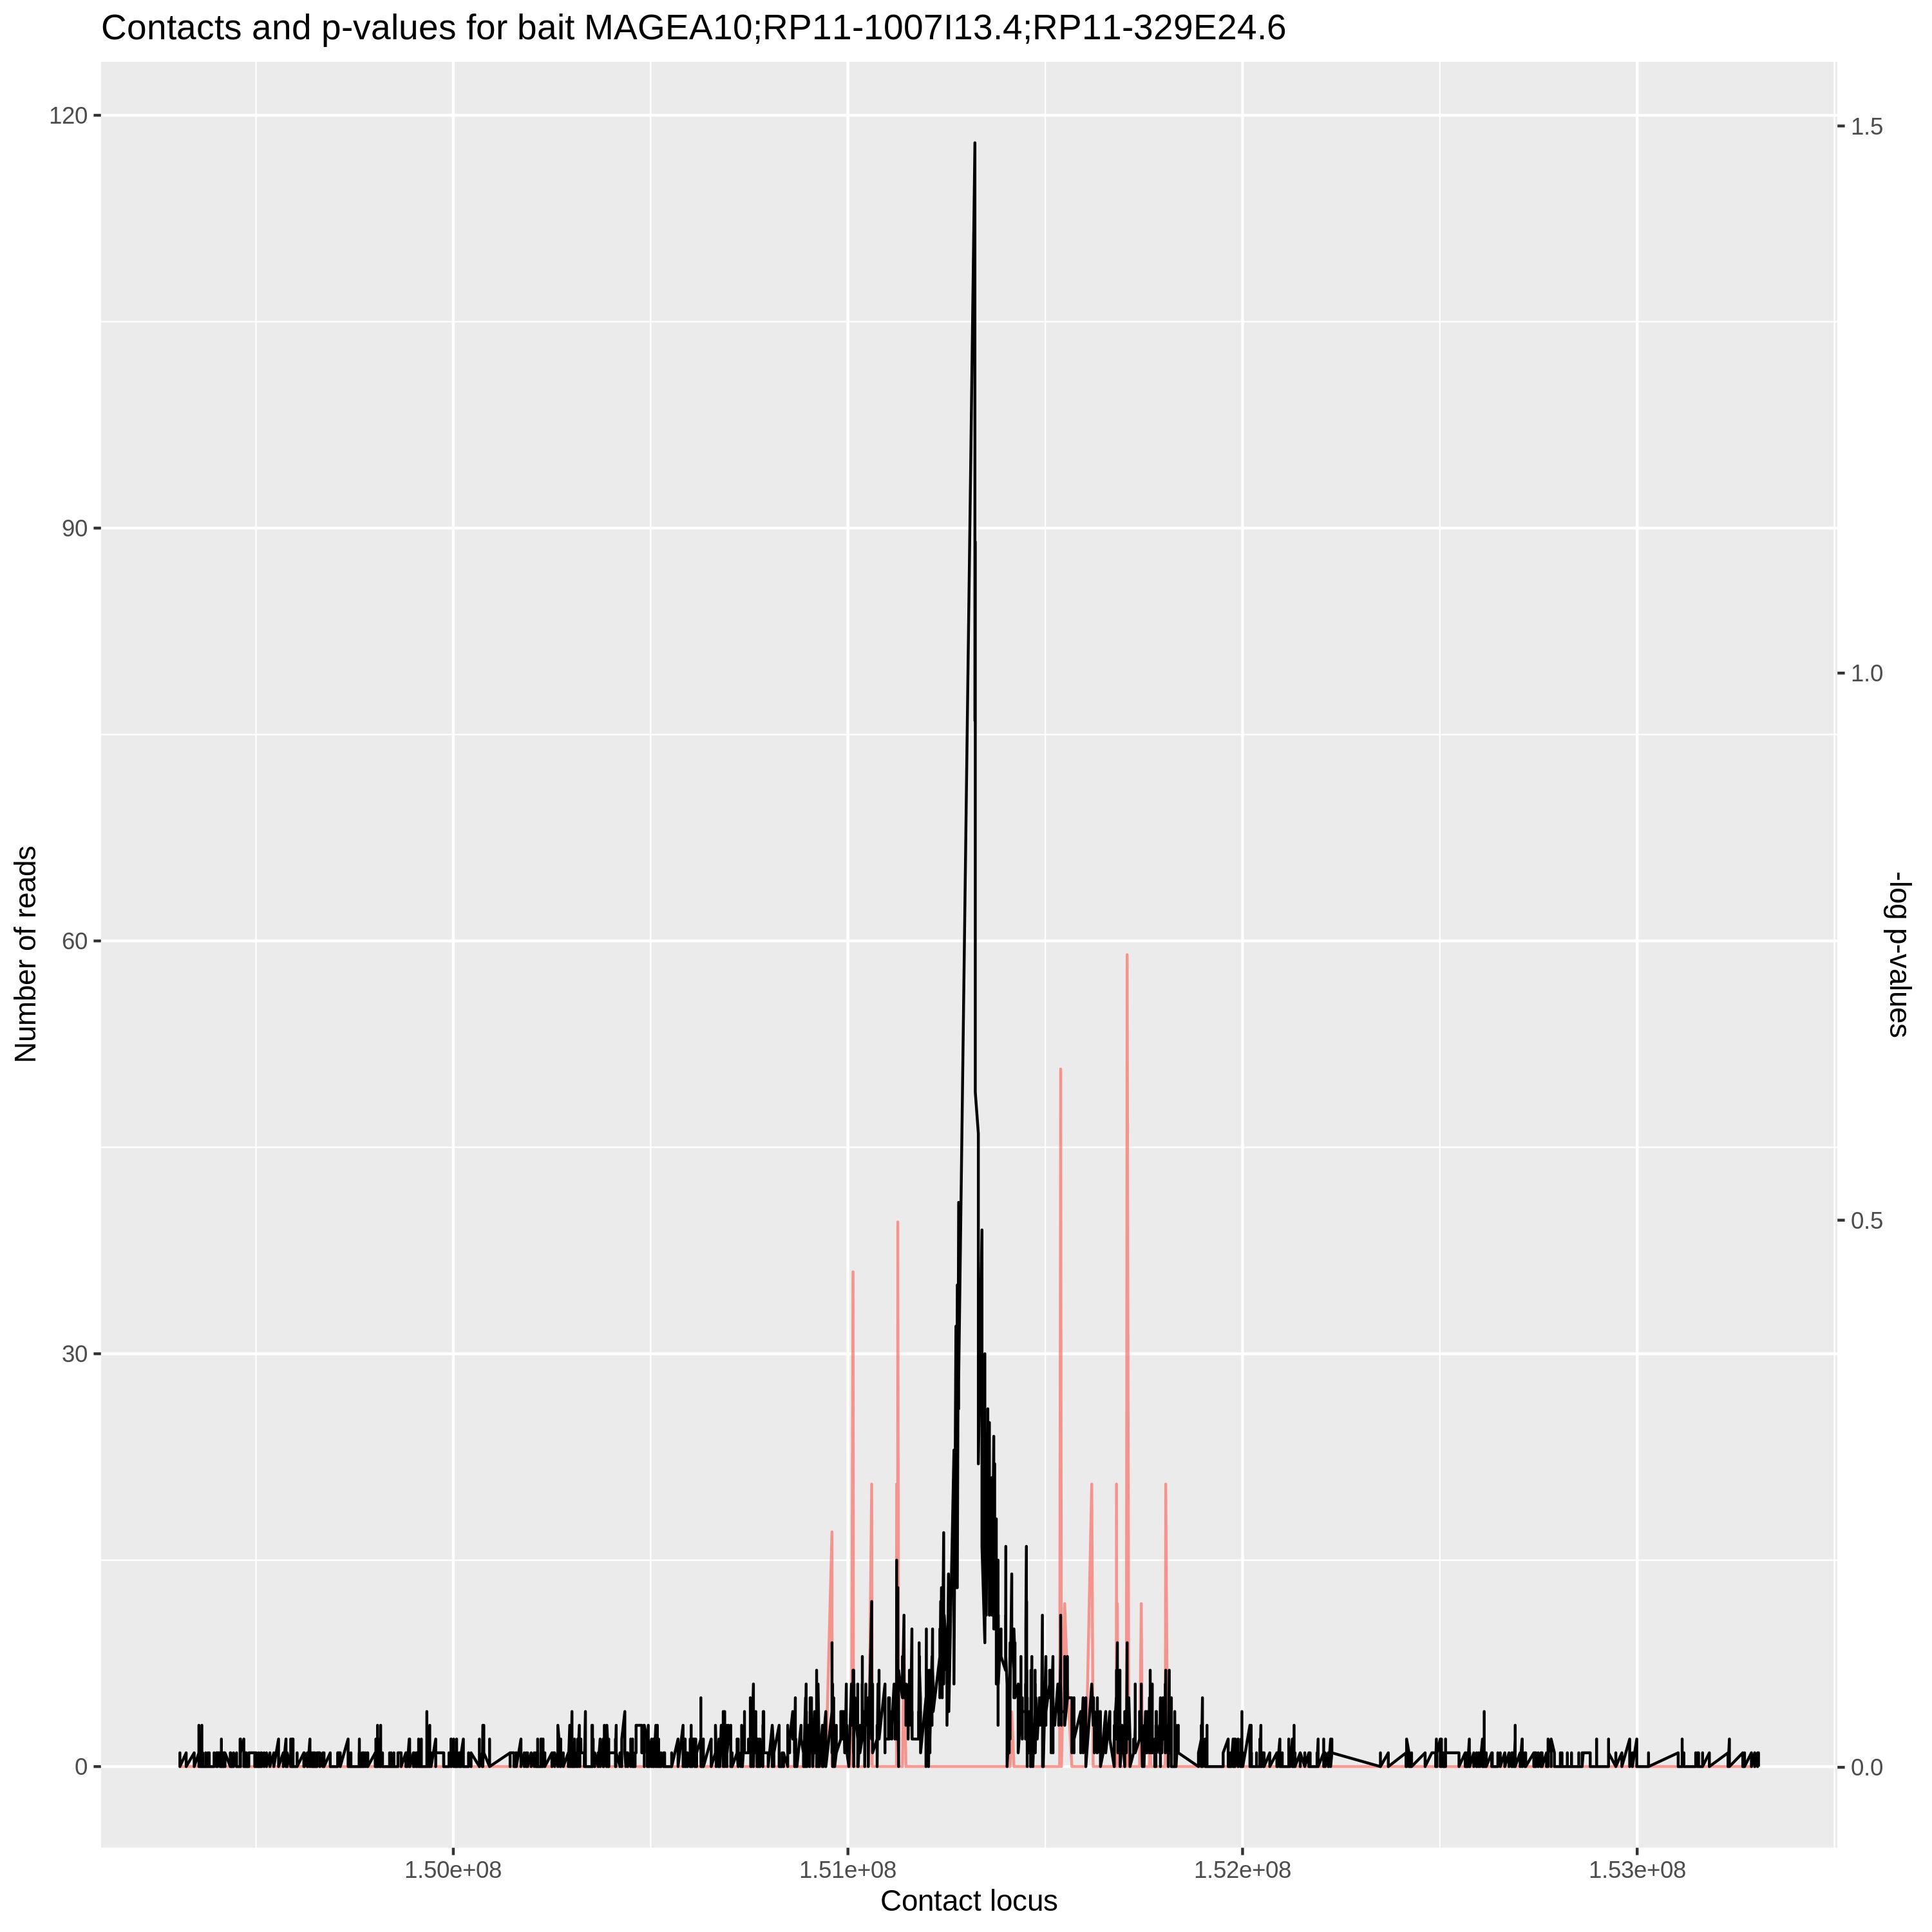 Contacts and p-values for bait MAGEA10;RP11-1007I13.4;RP11-329E24.6
120
90
60
30
0
Number of reads
1.5
1.0
0.5
0.0
-log p-values
1.50e+08
1.51e+08
1.52e+08
1.53e+08
Contact locus